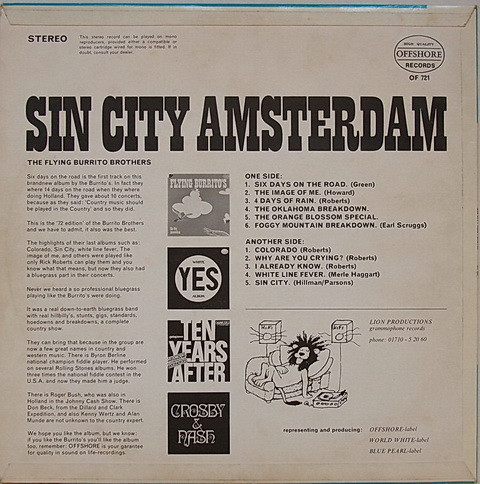 STEREO
This stereo record can be played on mono
reproducers, provided either a compatible or
stereo cartridge wired for mono is fitted. If in
doubt, consult your dealer.
HIGH QUALITY
OFFSHORE
RECORDS
OF 721
SIN CITY AMSTERDAM
THE FLYING BURRITO BROTHERS
Six days on the road is the first track on this
brandnew album by the Burrito's. In fact they
where 14 days on the road when they where
doing Holland. They gave about 10 concerts,
because as they said: 'Country music should
be played in the Country' and so they did.
This is the '72 edition' of the Burrito Brothers
and we have to admit, it also was the best.
The highlights of their last albums such as:
Colorado, Sin City, white line fever, The
image of me, and others were played like
only Rick Roberts can play them and you
know what that means, but now they also had
a bluegrass part in their concerts.
Never we heard a so professional bluegrass
playing like the Burrito's were doing.
It was a real down-to-earth bluegrass band
with real hillbilly's, stunts, gigs, standards,
hoedowns and breakdowns, a complete
country show.
They can bring that because in the group are
now a few great names in country and
western music. There is Byron Berline
national champion fiddle player. He performed
on several Rolling Stones albums. He won
three times the national fiddle contest in the
U.S.A. and now they made him a judge.
There is Roger Bush, who was also in
Holland in the Johnny Cash Show. There is
Don Beck, from the Dillard and Clark
Expedition, and also Kenny Wertz and Alan
Munde are not unknown to the country expert.
We hope you like the album, but we know:
if you like the Burrito's you'll like the album
too, remember: OFFSHORE is your garantee
for quality in sound on life-recordings.
FLYING BURRITO'S
WHITE
YES
ALBUM
TEN
YEARS
AFTER
CROSBY
& NASH
ONE SIDE:
1. SIX DAYS ON THE ROAD. (Green)
2. THE IMAGE OF ME. (Howard)
3. 4 DAYS OF RAIN. (Roberts)
4. THE OKLAHOMA BREAKDOWN.
5. THE ORANGE BLOSSOM SPECIAL.
6. FOGGY MOUNTAIN BREAKDOWN. (Earl Scruggs)
ANOTHER SIDE:
1. COLORADO (Roberts)
2. WHY ARE YOU CRYING? (Roberts)
3. I ALREADY KNOW. (Roberts)
4. WHITE LINE FEVER. (Merle Haggart)
5. SIN CITY. (Hillman/Parsons)
Hi-Fi
Hi-Fi
LION PRODUCTIONS
grammophone records
phone: 01710 - 5 20 60
representing and producing: OFFSHORE-label
WORLD WHITE-label
BLUE PEARL-label